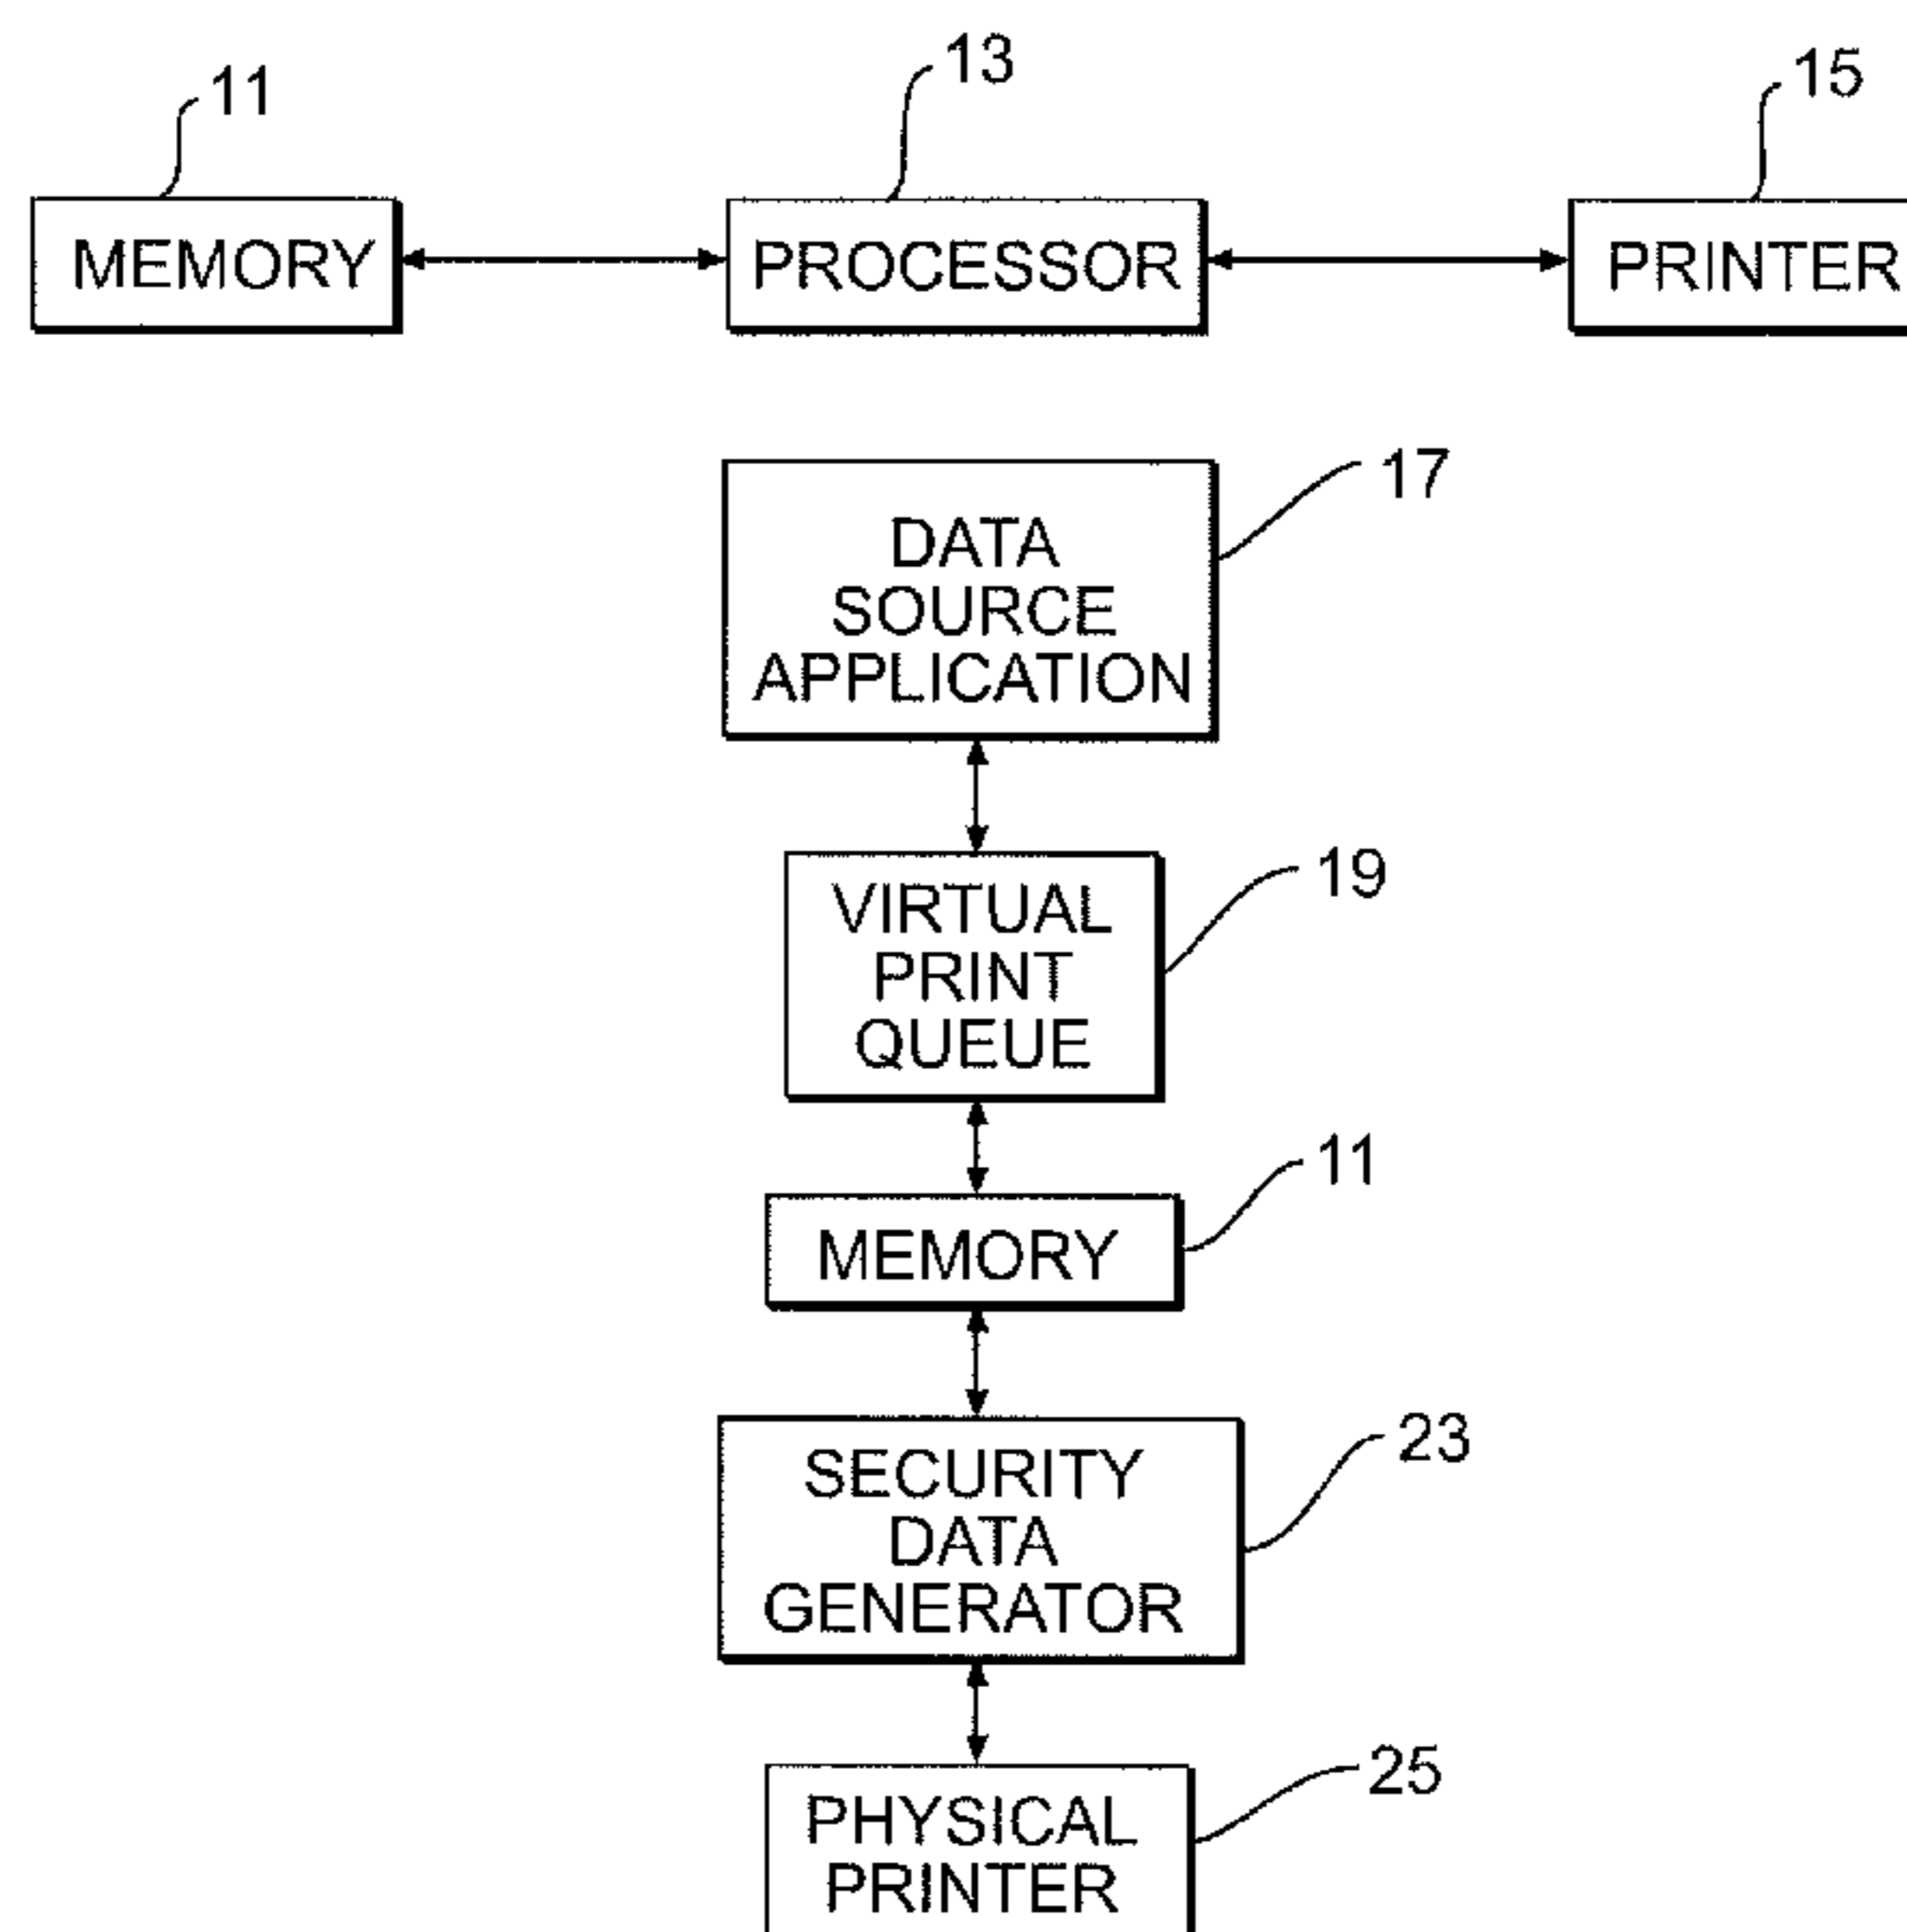 11
13
15
MEMORY
PROCESSOR
PRINTER
17
DATA
SOURCE
APPLICATION
19
VIRTUAL
PRINT
QUEUE
11
MEMORY
23
SECURITY
DATA
GENERATOR
25
PHYSICAL
PRINTER